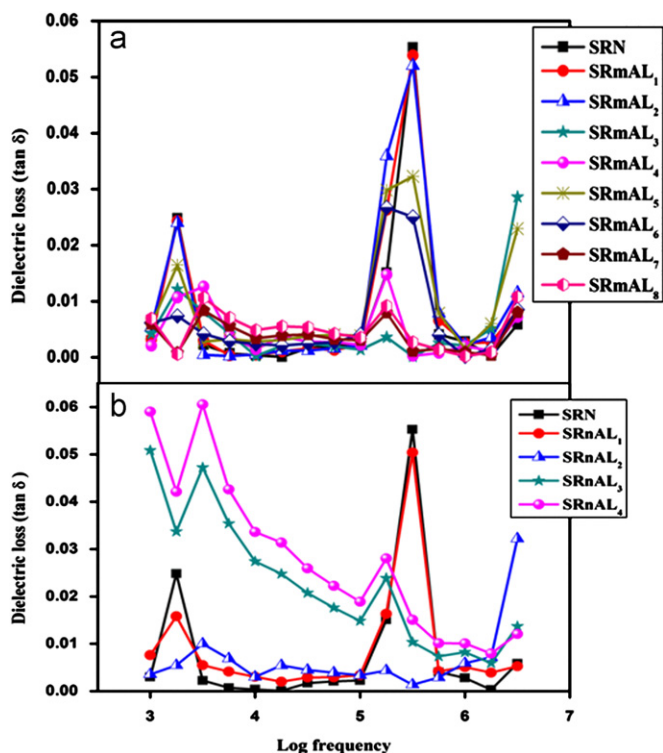 a
0.06
0.05
0.04
0.03
0.02
0.01
0.00
Dielectric loss (tan δ)
SRN
SRmAL₁
SRmAL₂
SRmAL₃
SRmAL₄
SRmAL₅
SRmAL₆
SRmAL₇
SRmAL₈
b
0.06
0.05
0.04
0.03
0.02
0.01
0.00
Dielectric loss (tan δ)
SRN
SRnAL₁
SRnAL₂
SRnAL₃
SRnAL₄
3 4 5 6 7
Log frequency